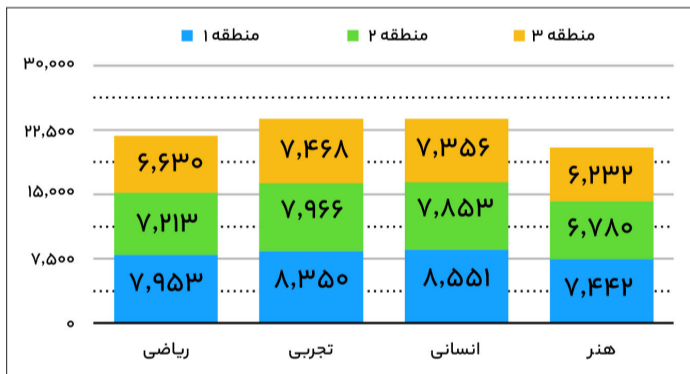 منطقه ۱ منطقه ۲ منطقه ۳
۳۰,۰۰۰
۲۲,۵۰۰
۶,۶۳۰ ۷,۴۶۸ ۷,۳۵۶ ۶,۲۳۲
۱۵,۰۰۰
۷,۲۱۳ ۷,۹۶۶ ۷,۸۵۳ ۶,۷۸۰
۷,۵۰۰
۷,۹۵۳ ۸,۳۵۰ ۸,۵۵۱ ۷,۴۴۲
۰
ریاضی تجربی انسانی هنر